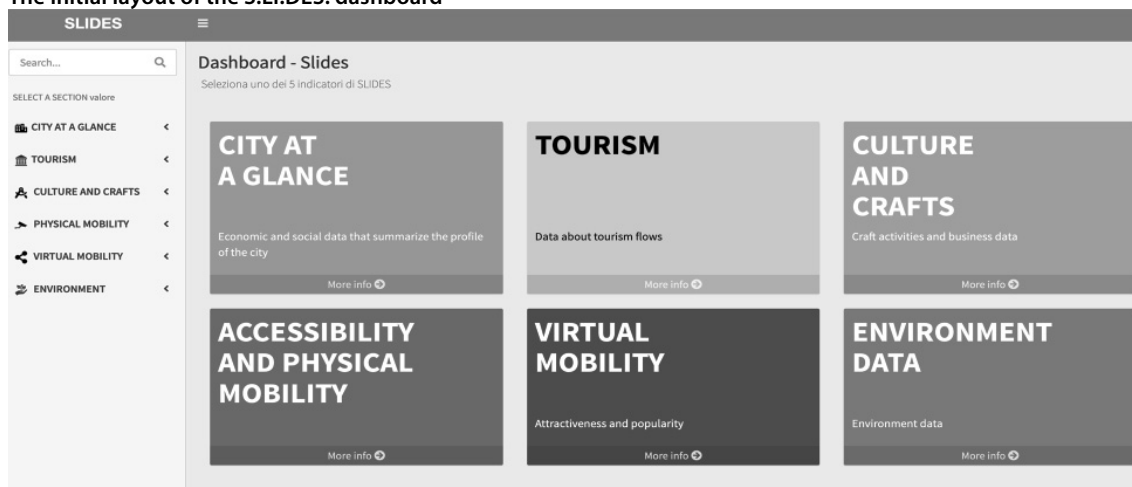 The initial layout of the S.LI.DES. dashboard
SLIDES
Search...
SELECT A SECTION valore
CITY AT A GLANCE
TOURISM
CULTURE AND CRAFTS
PHYSICAL MOBILITY
VIRTUAL MOBILITY
ENVIRONMENT
Dashboard - Slides
Seleziona uno dei 5 indicatori di SLIDES
CITY AT
A GLANCE
Economic and social data that summarize the profile
of the city
More info
TOURISM
Data about tourism flows
More info
CULTURE
AND
CRAFTS
Craft activities and business data
More info
ACCESSIBILITY
AND PHYSICAL
MOBILITY
More info
VIRTUAL
MOBILITY
Attractiveness and popularity
More info
ENVIRONMENT
DATA
Environment data
More info